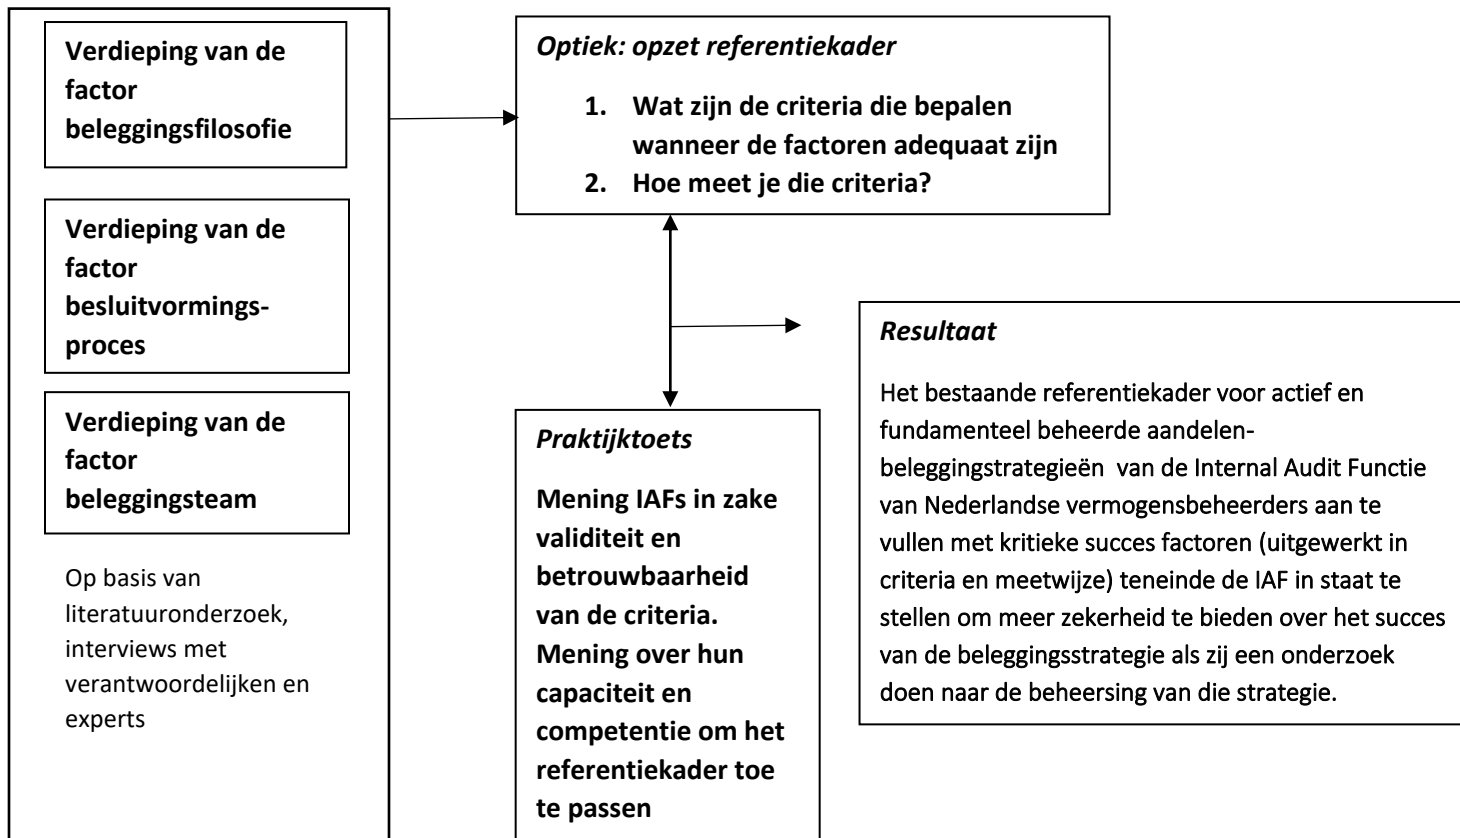 Verdieping van de
factor
beleggingsfilosofie
Verdieping van de
factor
besluitvormings-
proces
Verdieping van de
factor
beleggingsteam
Op basis van
literatuuronderzoek,
interviews met
verantwoordelijken en
experts
Optiek: opzet referentiekader
1. Wat zijn de criteria die bepalen
wanneer de factoren adequaat zijn
2. Hoe meet je die criteria?
Praktijktoets
Mening IAFs in zake
validiteit en
betrouwbaarheid
van de criteria.
Mening over hun
capaciteit en
competentie om het
referentiekader toe
te passen
Resultaat
Het bestaande referentiekader voor actief en
fundamenteel beheerde aandelen-
beleggingstrategieën van de Internal Audit Functie
van Nederlandse vermogensbeheerders aan te
vullen met kritieke succes factoren (uitgewerkt in
criteria en meetwijze) teneinde de IAF in staat te
stellen om meer zekerheid te bieden over het succes
van de beleggingsstrategie als zij een onderzoek
doen naar de beheersing van die strategie.